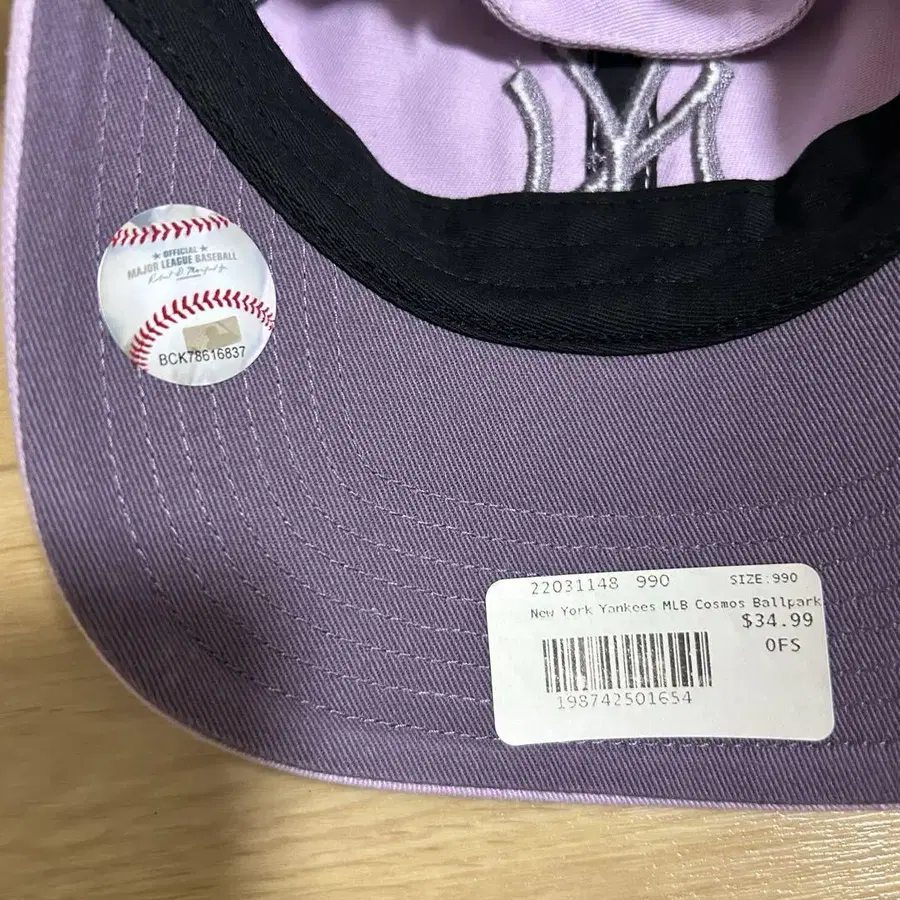 ★ OFFICIAL ★
MAJOR LEAGUE BASEBALL
BCK78616837
22031148 990 SIZE:990
New York Yankees MLB Cosmos Ballpark
$34.99
OFS
198742501654